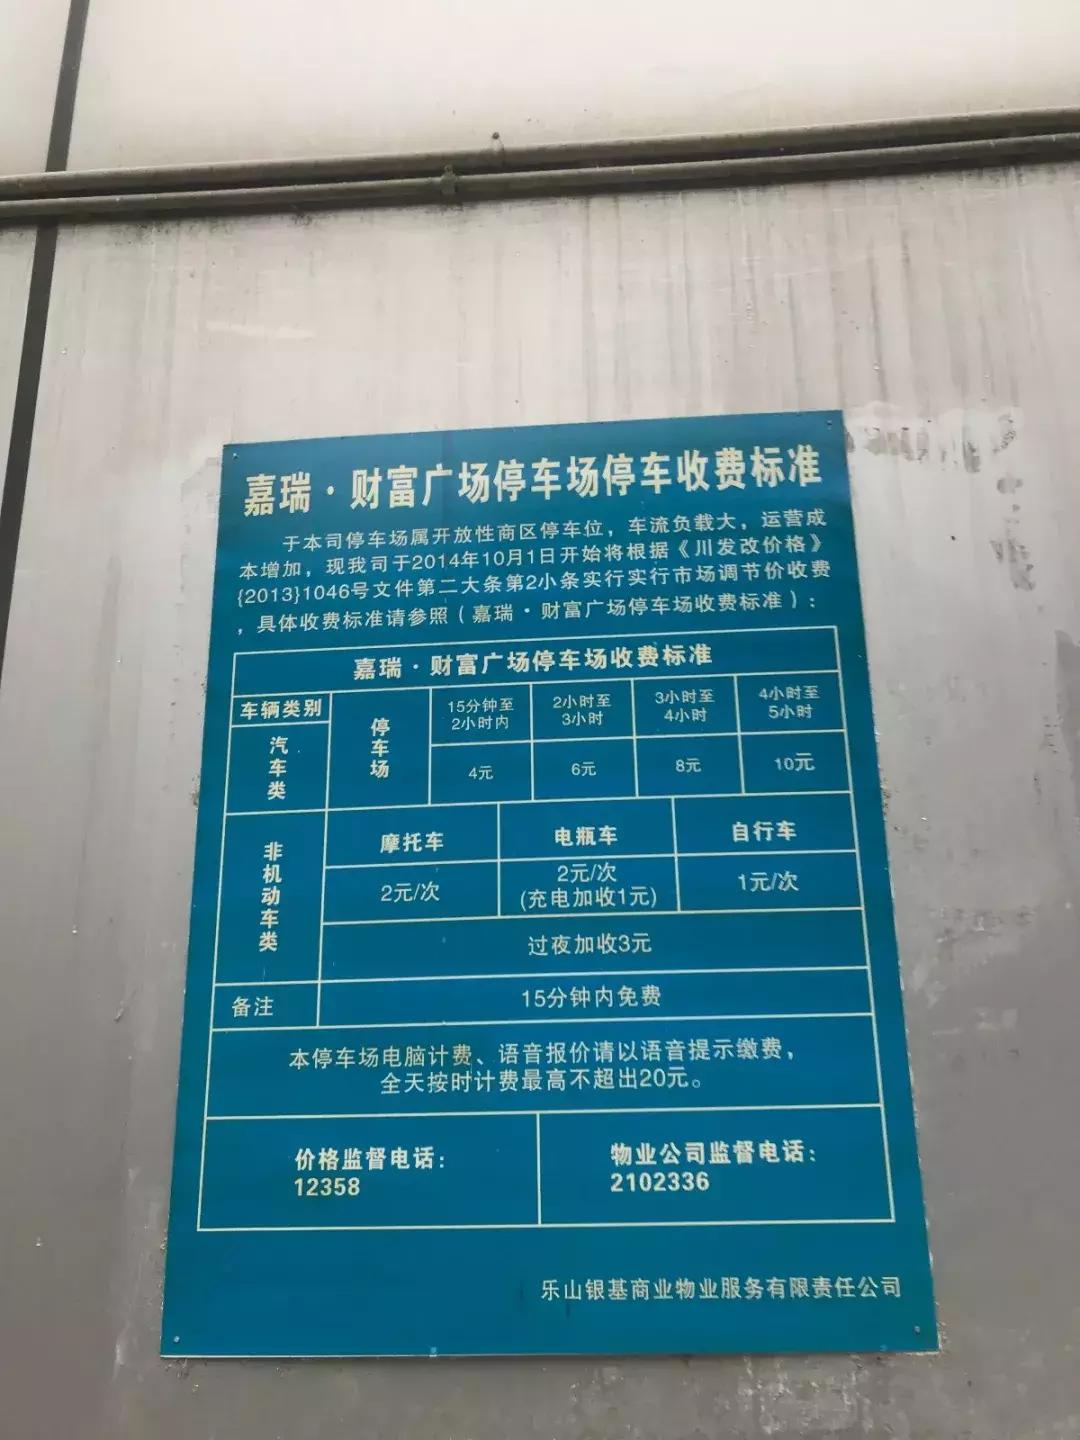 嘉瑞·财富广场停车场停车收费标准
于本司停车场属开放性商区停车位，车流负载大，运营成
本增加，现我司于2014年10月1日开始将根据《川发改价格》
{2013}1046号文件第二大条第2小条实行实行市场调节价收费
，具体收费标准请参照（嘉瑞·财富广场停车场收费标准）：
嘉瑞·财富广场停车场收费标准
车辆类别
停车场
15分钟至
2小时内
2小时至
3小时
3小时至
4小时
4小时至
5小时
汽车类
4元
6元
8元
10元
非机动车类
摩托车
电瓶车
自行车
2元/次
2元/次
(充电加收1元)
1元/次
过夜加收3元
备注
15分钟内免费
本停车场电脑计费、语音报价请以语音提示缴费，
全天按时计费最高不超出20元。
价格监督电话：
12358
物业公司监督电话：
2102336
乐山银基商业物业服务有限责任公司